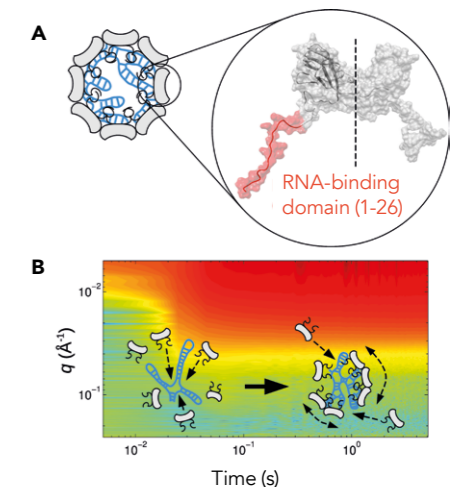 A
RNA-binding
domain (1-26)
B
10⁻²
q (Å⁻¹)
10⁻¹
10⁻² 10⁻¹ 10⁰
Time (s)